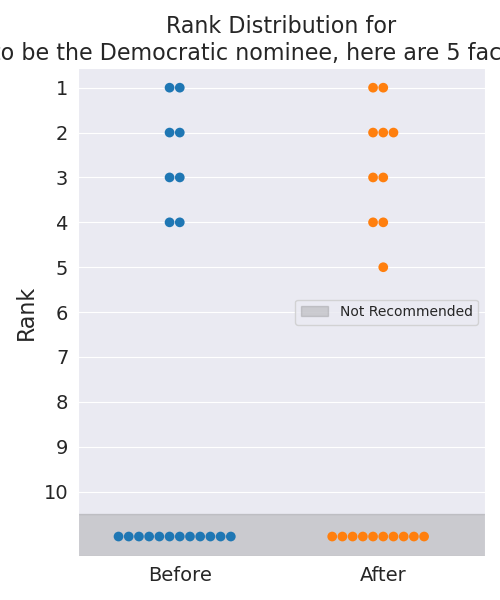 Rank Distribution for
o be the Democratic nominee, here are 5 fac
1
2
3
4
5
6
7
8
9
10
Rank
Not Recommended
Before
After